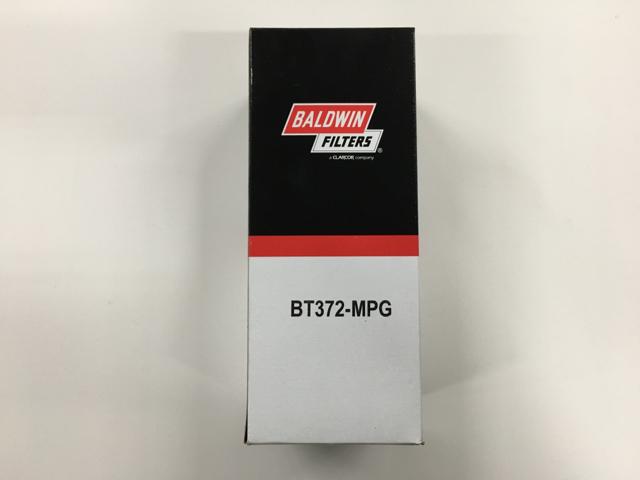 BALDWIN
FILTERS®
a CLARCOR company
BT372-MPG